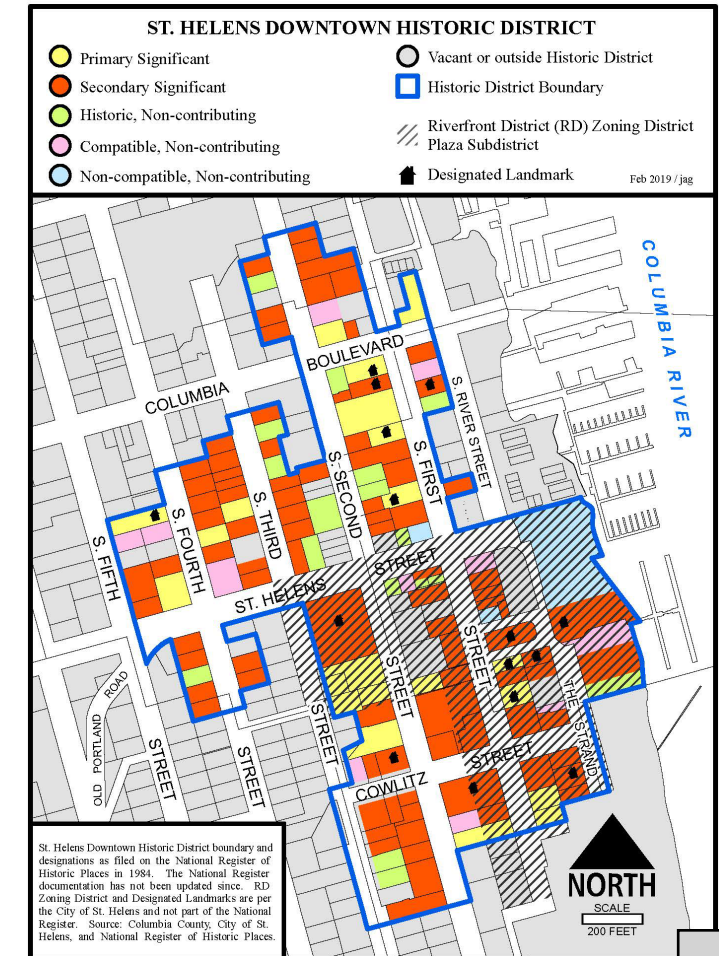 ST. HELENS DOWNTOWN HISTORIC DISTRICT
Primary Significant
Secondary Significant
Historic, Non-contributing
Compatible, Non-contributing
Non-compatible, Non-contributing
Vacant or outside Historic District
Historic District Boundary
Riverfront District (RD) Zoning District
Plaza Subdistrict
Designated Landmark
Feb 2019 / jag
COLUMBIA RIVER
BOULEVARD
COLUMBIA
S. RIVER STREET
S. FIRST
S. SECOND
S. THIRD
S. FOURTH
S. FIFTH
STREET
ST. HELENS
STREET
STREET
STREET
THE STRAND
STREET
COWLITZ
STREET
STREET
OLD PORTLAND
ROAD
St. Helens Downtown Historic District boundary and
designations as filed on the National Register of
Historic Places in 1984. The National Register
documentation has not been updated since. RD
Zoning District and Designated Landmarks are per
the City of St. Helens and not part of the National
Register. Source: Columbia County, City of St.
Helens, and National Register of Historic Places.
NORTH
SCALE
200 FEET